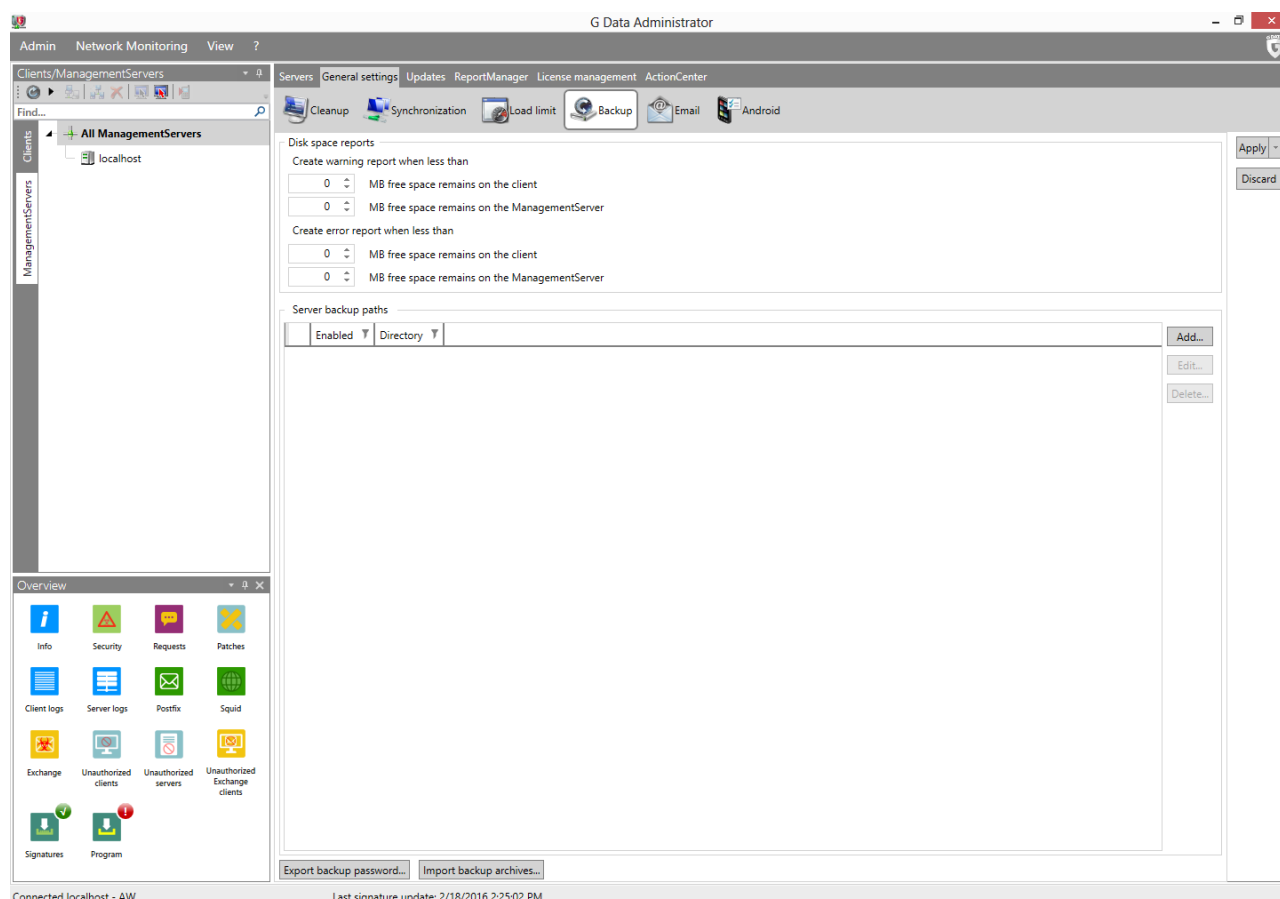 G Data Administrator
Admin Network Monitoring View ?
Clients/ManagementServers
Find...
Clients
ManagementServers
All ManagementServers
localhost
Servers General settings Updates ReportManager License management ActionCenter
Cleanup Synchronization Load limit Backup Email Android
Disk space reports
Create warning report when less than
0 MB free space remains on the client
0 MB free space remains on the ManagementServer
Create error report when less than
0 MB free space remains on the client
0 MB free space remains on the ManagementServer
Apply
Discard
Server backup paths
Enabled Directory
Add...
Edit...
Delete...
Overview
Info Security Requests Patches
Client logs Server logs Postfix Squid
Exchange Unauthorized clients Unauthorized servers Unauthorized Exchange clients
Signatures Program
Export backup password... Import backup archives...
Connected localhost - AW Last signature update: 2/18/2016 2:25:02 PM